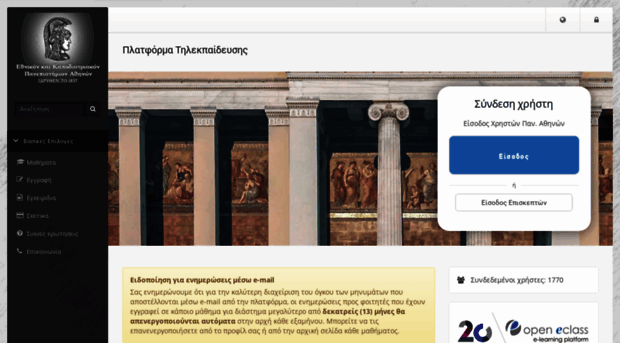 Εθνικόν και Καποδιστριακόν
Πανεπιστήμιον Αθηνών
ΙΔΡΥΘΕΝ ΤΟ 1837
Αναζήτηση
Βασικές Επιλογές
Μαθήματα
Εγγραφή
Εγχειρίδια
Σχετικά
Συχνές ερωτήσεις
Επικοινωνία
Πλατφόρμα Τηλεκπαίδευσης
Σύνδεση χρήστη
Είσοδος Χρηστών Παν. Αθηνών
Είσοδος
ή
Είσοδος Επισκεπτών
Ειδοποίηση για ενημερώσεις μέσω e-mail
Σας ενημερώνουμε ότι για την καλύτερη διαχείριση του όγκου των μηνυμάτων που
αποστέλλονται μέσω e-mail από την πλατφόρμα, οι ενημερώσεις προς φοιτητές που έχουν
εγγραφεί σε κάποιο μάθημα για διάστημα μεγαλύτερο από δεκατρείς (13) μήνες θα
απενεργοποιούνται αυτόματα στην αρχή κάθε εξαμήνου. Μπορείτε να τις
επανενεργοποιήσετε από το προφίλ σας ή από την αρχική σελίδα κάθε μαθήματος.
Συνδεδεμένοι χρήστες: 1770
20 open eclass
e-learning platform